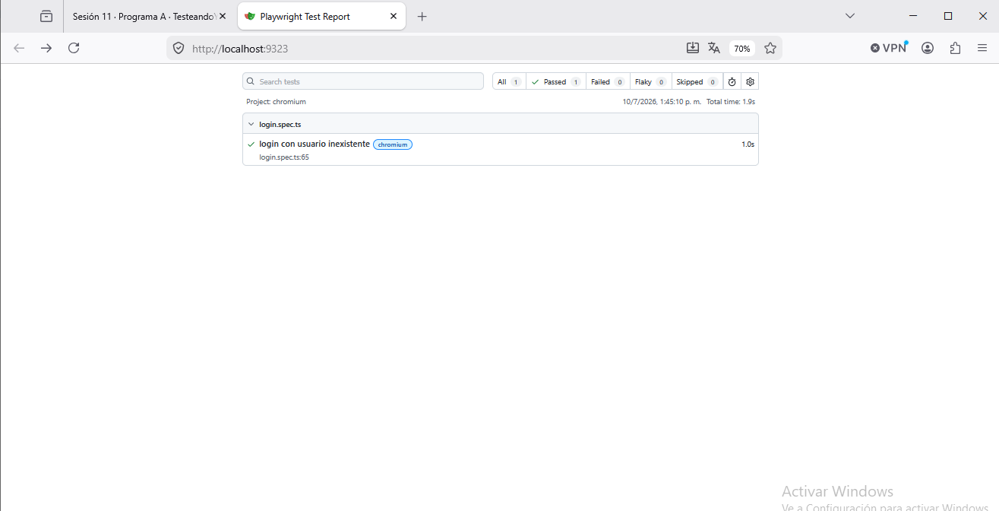 Sesión 11 · Programa A · Testeando
Playwright Test Report
http://localhost:9323
70%
VPN
Search tests
All 1
Passed 1
Failed 0
Flaky 0
Skipped 0
Project: chromium
10/7/2026, 1:45:10 p. m. Total time: 1.9s
login.spec.ts
login con usuario inexistente chromium 1.0s
login.spec.ts:65
Activar Windows
Ve a Configuración para activar Windows